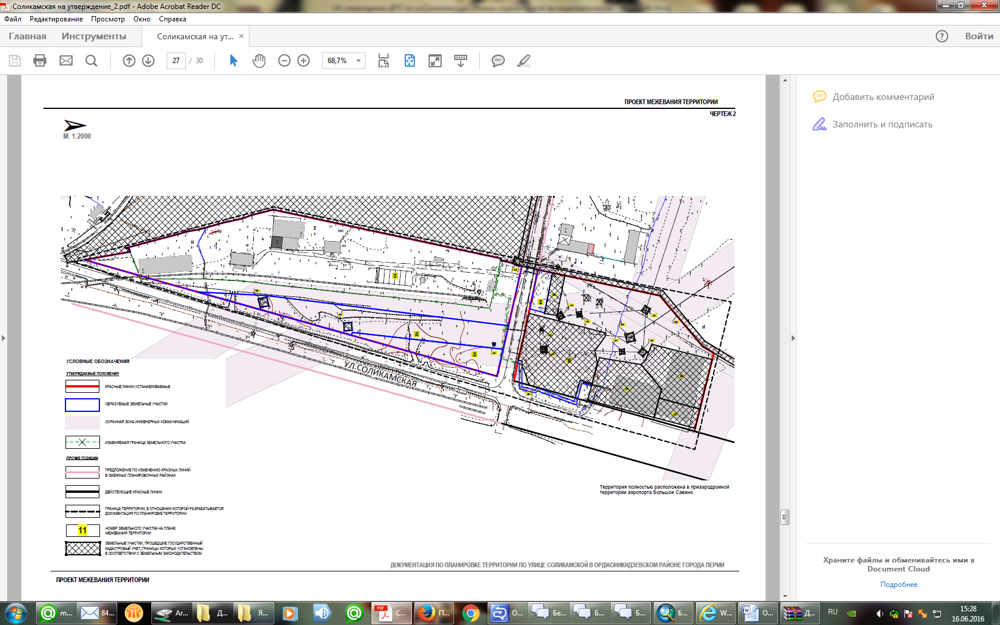 Соликамская на утверждение_2.pdf - Adobe Acrobat Reader DC
Файл Редактирование Просмотр Окно Справка
Главная Инструменты Соликамская на ут... × Войти
27 / 30 68,7%
ПРОЕКТ МЕЖЕВАНИЯ ТЕРРИТОРИИ
ЧЕРТЕЖ 2
М. 1:2000
Добавить комментарий
Заполнить и подписать
УЛ.СОЛИКАМСКАЯ
УСЛОВНЫЕ ОБОЗНАЧЕНИЯ
УТВЕРЖДАЕМЫЕ ПОЛОЖЕНИЯ
КРАСНЫЕ ЛИНИИ УСТАНАВЛИВАЕМЫЕ
ОБРАЗУЕМЫЕ ЗЕМЕЛЬНЫЕ УЧАСТКИ
ОХРАННАЯ ЗОНА ИНЖЕНЕРНЫХ КОММУНИКАЦИЙ
ИЗМЕНЯЕМАЯ ГРАНИЦА ЗЕМЕЛЬНОГО УЧАСТКА
ПРОЧИЕ ПОЗИЦИИ
ПРЕДЛОЖЕНИЕ ПО ИЗМЕНЕНИЮ КРАСНЫХ ЛИНИЙ
В СМЕЖНЫХ ПЛАНИРОВОЧНЫХ РАЙОНАХ
ДЕЙСТВУЮЩИЕ КРАСНЫЕ ЛИНИИ
ГРАНИЦА ТЕРРИТОРИИ, В ОТНОШЕНИИ КОТОРОЙ РАЗРАБАТЫВАЕТСЯ
ДОКУМЕНТАЦИЯ ПО ПЛАНИРОВКЕ ТЕРРИТОРИИ
11 НОМЕР ЗЕМЕЛЬНОГО УЧАСТКА НА ПЛАНЕ
МЕЖЕВАНИЯ ТЕРРИТОРИИ
ЗЕМЕЛЬНЫЕ УЧАСТКИ, ПРОШЕДШИЕ ГОСУДАРСТВЕННЫЙ
КАДАСТРОВЫЙ УЧЕТ, ГРАНИЦЫ КОТОРЫХ УСТАНОВЛЕНЫ
В СООТВЕТСТВИИ С ЗЕМЕЛЬНЫМ ЗАКОНОДАТЕЛЬСТВОМ
Территория полностью расположена в приаэродромной
территории аэропорта Большое Савино
ДОКУМЕНТАЦИЯ ПО ПЛАНИРОВКЕ ТЕРРИТОРИИ ПО УЛИЦЕ СОЛИКАМСКОЙ В ОРДЖОНИКИДЗЕВСКОМ РАЙОНЕ ГОРОДА ПЕРМИ
ПРОЕКТ МЕЖЕВАНИЯ ТЕРРИТОРИИ
Храните файлы и обменивайтесь ими в
Document Cloud
Подробнее
m... 84... Ar... Д... Я... С... П... О... Бе... Б... Б... Б... W... О... Д... RU 15:28
16.06.2016